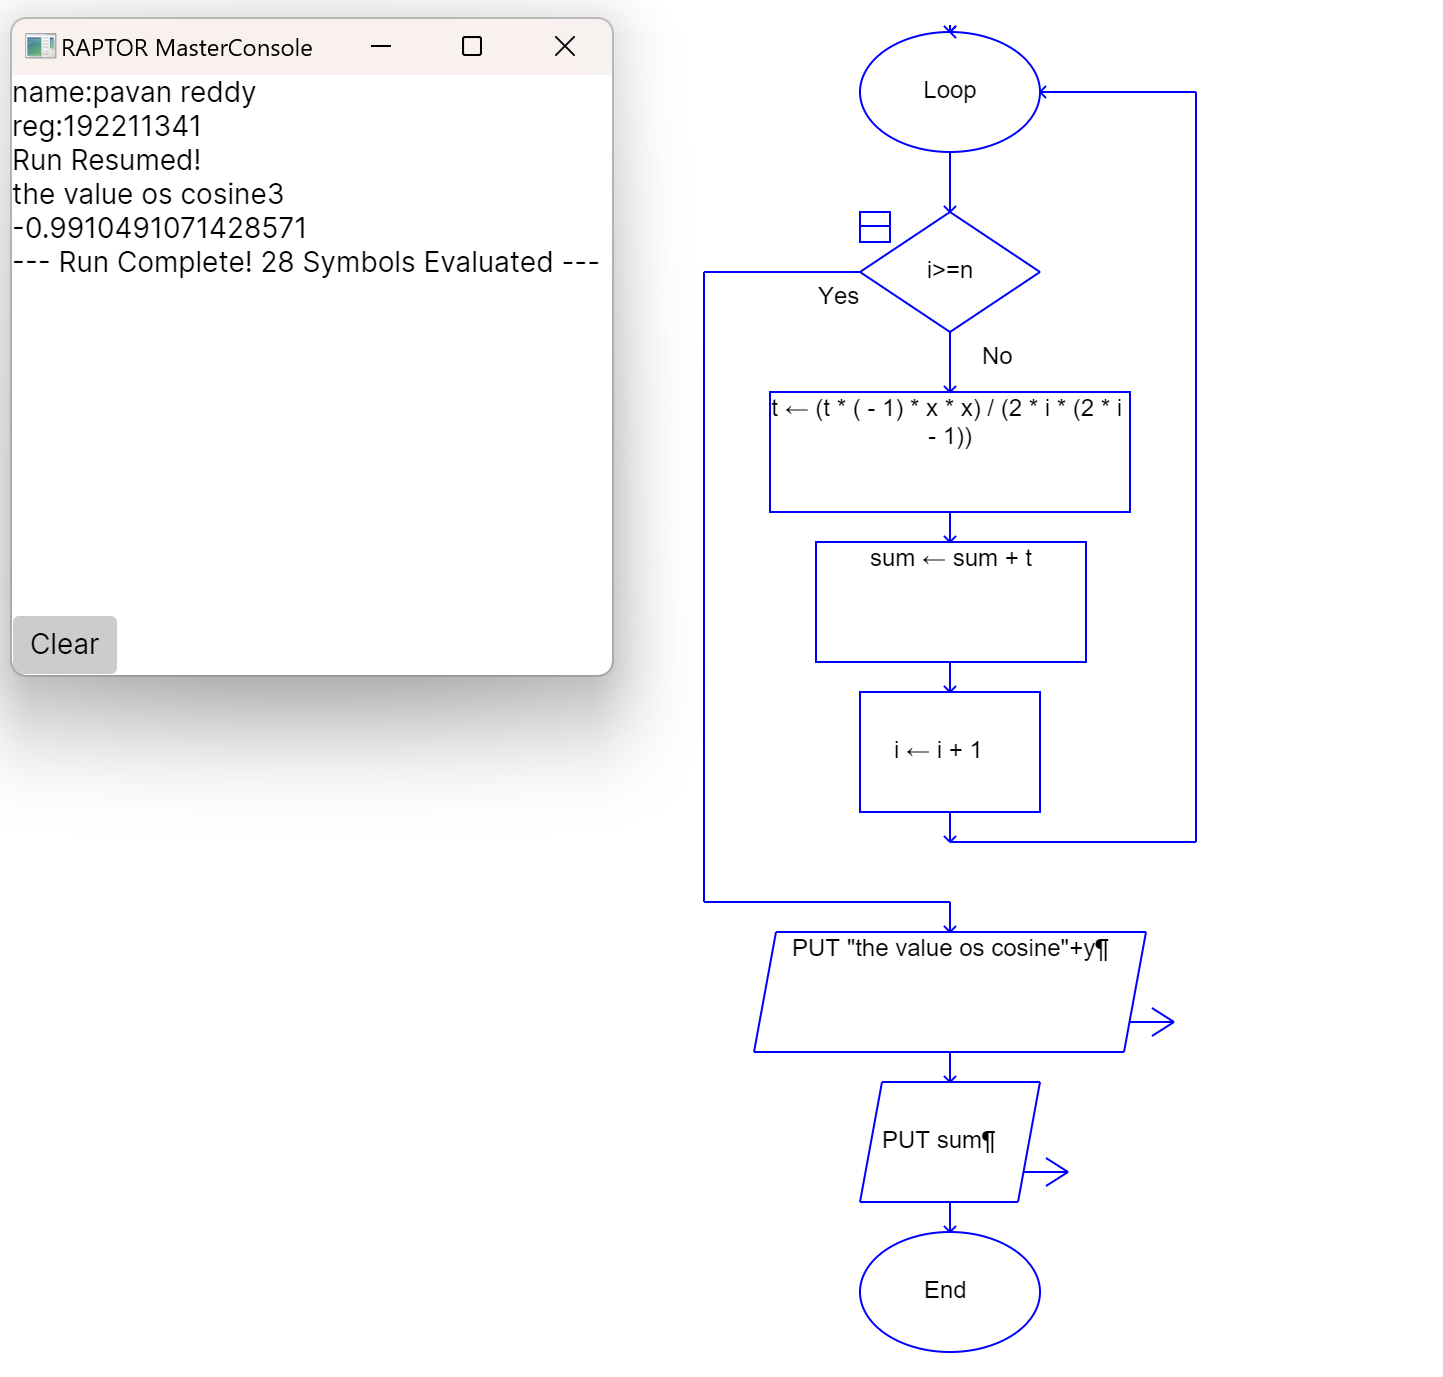 RAPTOR MasterConsole
name:pavan reddy
reg:192211341
Run Resumed!
the value os cosine3
-0.9910491071428571
--- Run Complete! 28 Symbols Evaluated ---
Clear
Loop
i>=n
Yes
No
t ← (t * ( - 1) * x * x) / (2 * i * (2 * i
- 1))
sum ← sum + t
i ← i + 1
PUT "the value os cosine"+y¶
PUT sum¶
End